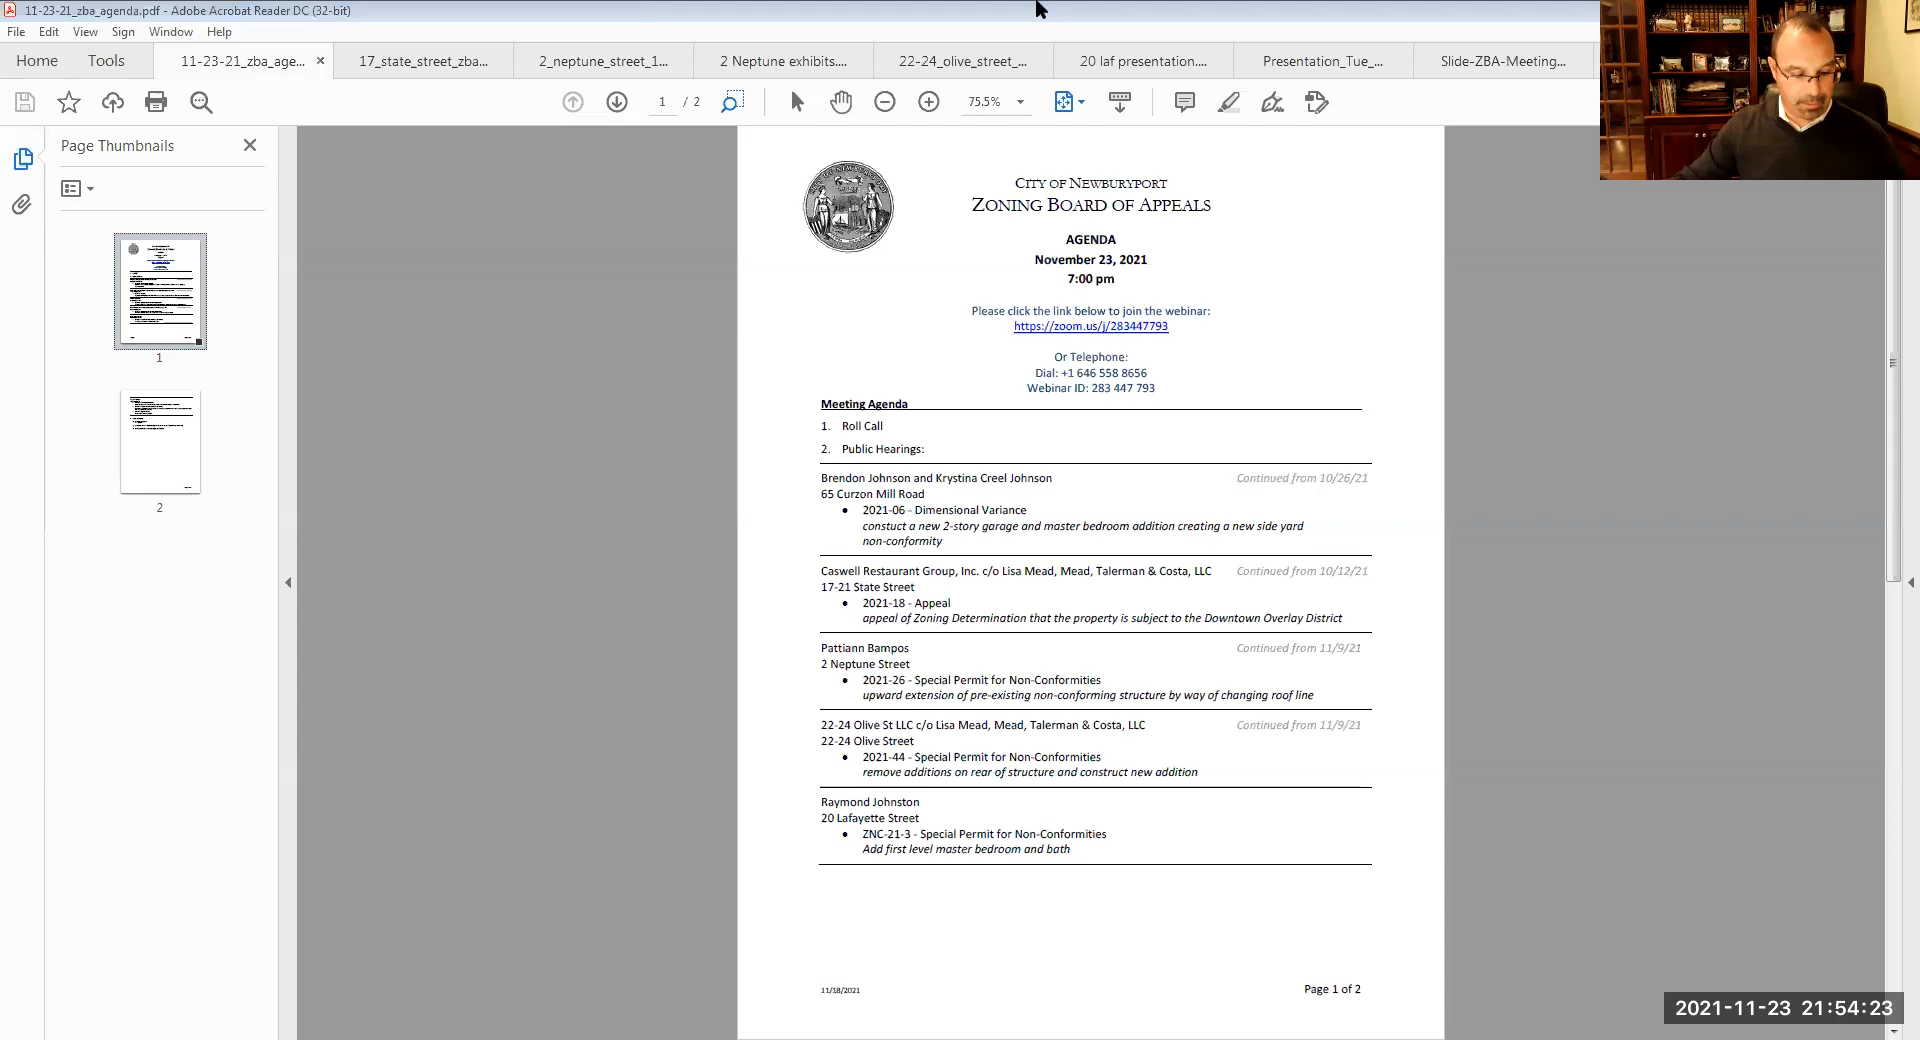 11-23-21_zba_agenda.pdf - Adobe Acrobat Reader DC (32-bit)
File Edit View Sign Window Help
Home Tools 11-23-21_zba_age... × 17_state_street_zba... 2_neptune_street_1... 2 Neptune exhibits.... 22-24_olive_street_... 20 laf presentation.... Presentation_Tue_... Slide-ZBA-Meeting...
1 / 2 75.5%
Page Thumbnails
1
2
CITY OF NEWBURYPORT
ZONING BOARD OF APPEALS
AGENDA
November 23, 2021
7:00 pm
Please click the link below to join the webinar:
https://zoom.us/j/283447793
Or Telephone:
Dial: +1 646 558 8656
Webinar ID: 283 447 793
Meeting Agenda
1. Roll Call
2. Public Hearings:
Brendon Johnson and Krystina Creel Johnson Continued from 10/26/21
65 Curzon Mill Road
• 2021-06 - Dimensional Variance
constuct a new 2-story garage and master bedroom addition creating a new side yard
non-conformity
Caswell Restaurant Group, Inc. c/o Lisa Mead, Mead, Talerman & Costa, LLC Continued from 10/12/21
17-21 State Street
• 2021-18 - Appeal
appeal of Zoning Determination that the property is subject to the Downtown Overlay District
Pattiann Bampos Continued from 11/9/21
2 Neptune Street
• 2021-26 - Special Permit for Non-Conformities
upward extension of pre-existing non-conforming structure by way of changing roof line
22-24 Olive St LLC c/o Lisa Mead, Mead, Talerman & Costa, LLC Continued from 11/9/21
22-24 Olive Street
• 2021-44 - Special Permit for Non-Conformities
remove additions on rear of structure and construct new addition
Raymond Johnston
20 Lafayette Street
• ZNC-21-3 - Special Permit for Non-Conformities
Add first level master bedroom and bath
11/18/2021 Page 1 of 2
2021-11-23 21:54:23